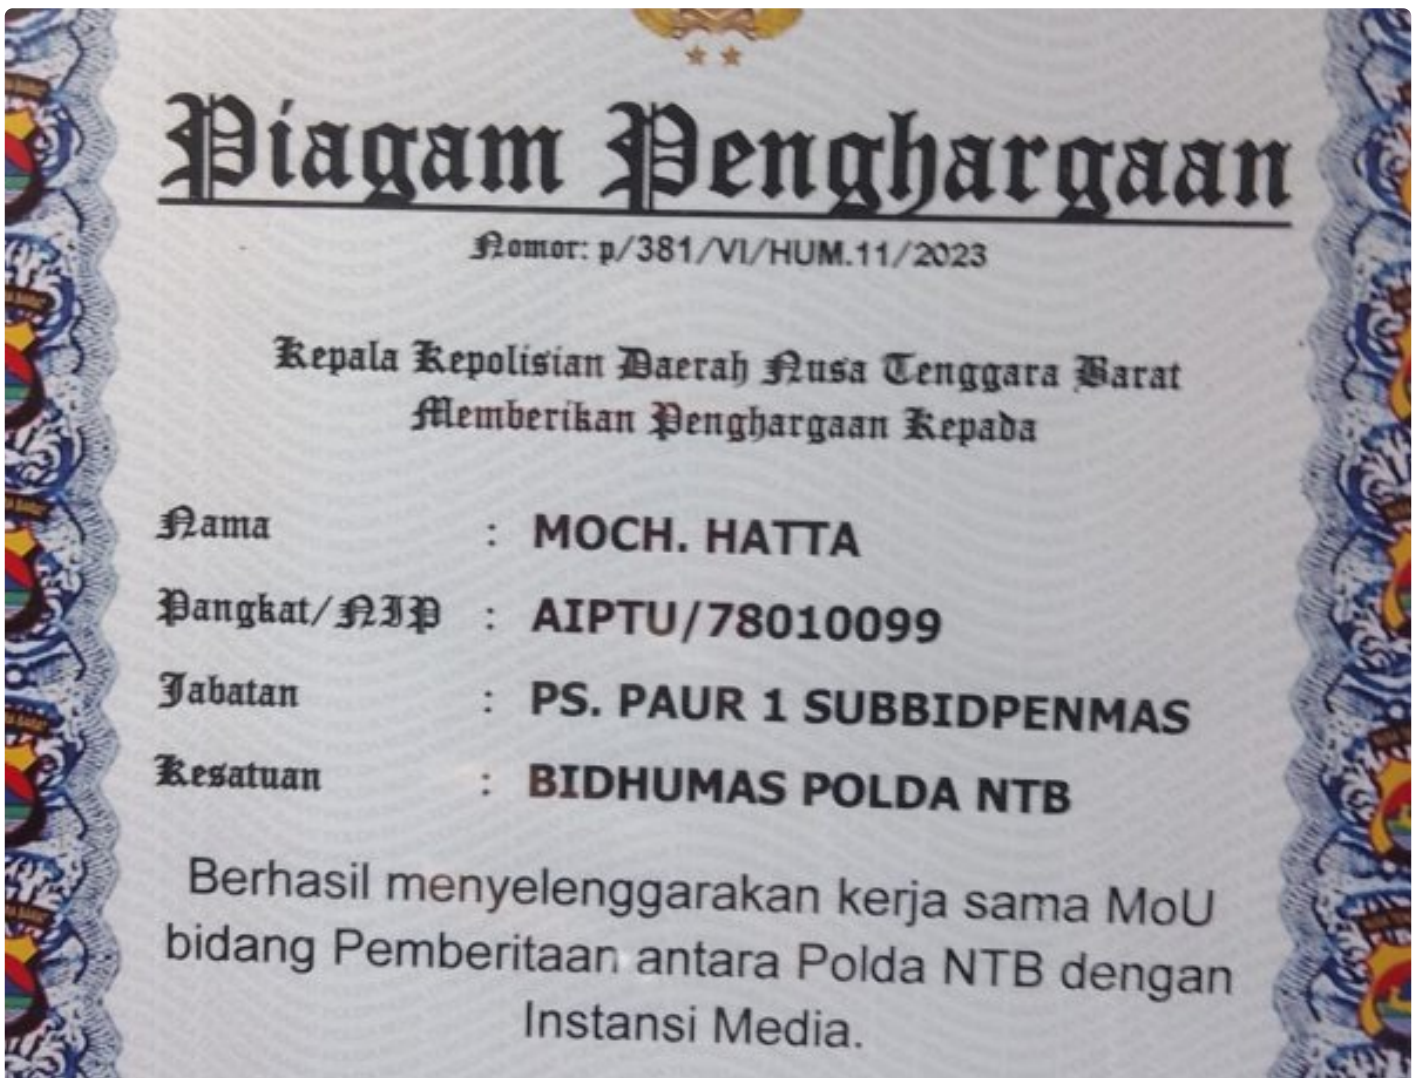 Piagam Penghargaan
Nomor: p/381/VI/HUM.11/2023
Kepala Kepolisian Daerah Nusa Tenggara Barat
Memberikan Penghargaan Kepada
Nama : MOCH. HATTA
Pangkat/NIP : AIPTU/78010099
Jabatan : PS. PAUR 1 SUBBIDPENMAS
Kesatuan : BIDHUMAS POLDA NTB
Berhasil menyelenggarakan kerja sama MoU
bidang Pemberitaan antara Polda NTB dengan
Instansi Media.